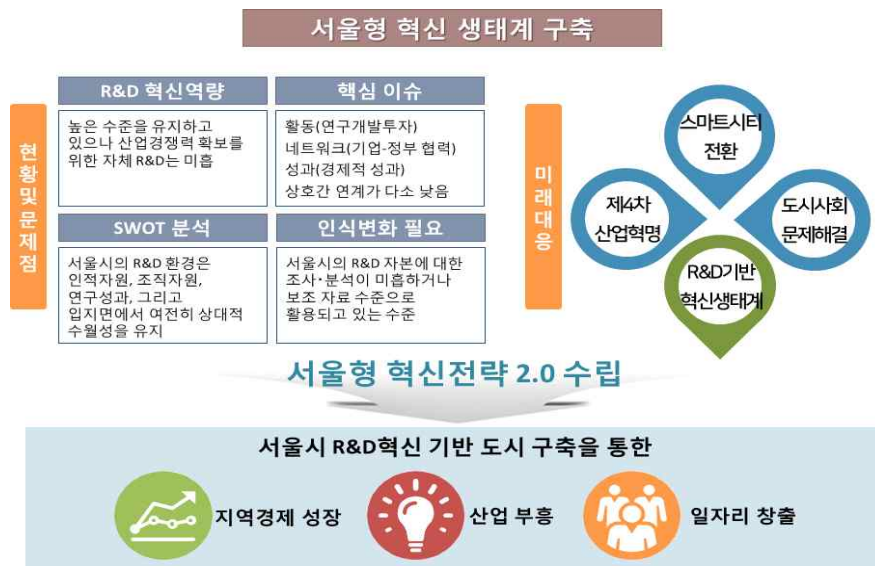 서울형 혁신 생태계 구축
현황및문제점
R&D 혁신역량
높은 수준을 유지하고
있으나 산업경쟁력 확보를
위한 자체 R&D는 미흡
핵심 이슈
활동(연구개발투자)
네트워크(기업-정부 협력)
성과(경제적 성과)
상호간 연계가 다소 낮음
SWOT 분석
서울시의 R&D 환경은
인적자원, 조직자원,
연구성과, 그리고
입지면에서 여전히 상대적
수월성을 유지
인식변화 필요
서울시의 R&D 자본에 대한
조사·분석이 미흡하거나
보조 자료 수준으로
활용되고 있는 수준
미래대응
스마트시티
전환
제4차
산업혁명
도시사회
문제해결
R&D기반
혁신생태계
서울형 혁신전략 2.0 수립
서울시 R&D혁신 기반 도시 구축을 통한
지역경제 성장
산업 부흥
일자리 창출